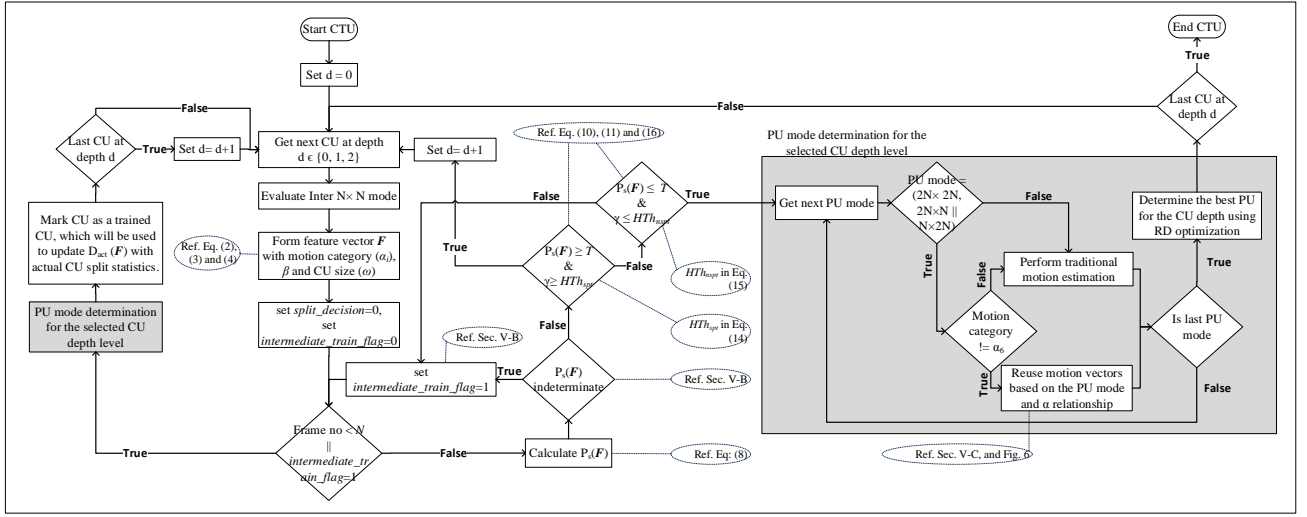 Start CTU
Set d = 0
End CTU
True
Last CU at
depth d
False
False
Last CU at
depth d
True
Set d= d+1
Get next CU at depth
d ϵ {0, 1, 2}
Set d= d+1
Ref. Eq. (10), (11) and (16)
PU mode determination for the
selected CU depth level
Evaluate Inter N× N mode
Mark CU as a trained
CU, which will be used
to update Dact (F) with
actual CU split statistics.
Ref. Eq. (2),
(3) and (4)
Form feature vector F
with motion category (αi),
β and CU size (ω)
False
Ps(F) ≤ T
&
γ ≤ HThnspt
True
Get next PU mode
PU mode =
(2N× 2N,
2N×N ||
N×2N)
Determine the best PU
for the CU depth using
RD optimization
True
Ps(F) ≥ T
&
γ≥ HThspt
False
HThnspt in Eq.
(15)
True
False
Perform traditional
motion estimation
True
PU mode determination
for the selected CU
depth level
set split_decision=0,
set
intermediate_train_flag=0
Ref. Sec. V-B
False
HThspt in Eq.
(14)
False
Motion
category
!= α6
Is last PU
mode
set
intermediate_train_flag=1
True
Ps(F)
indeterminate
Ref. Sec. V-B
True
Reuse motion vectors
based on the PU mode
and α relationship
False
Frame no < N
||
intermediate_tr
ain_flag=1
True
False
Calculate Ps(F)
Ref. Eq: (8)
Ref. Sec. V-C, and Fig. 6